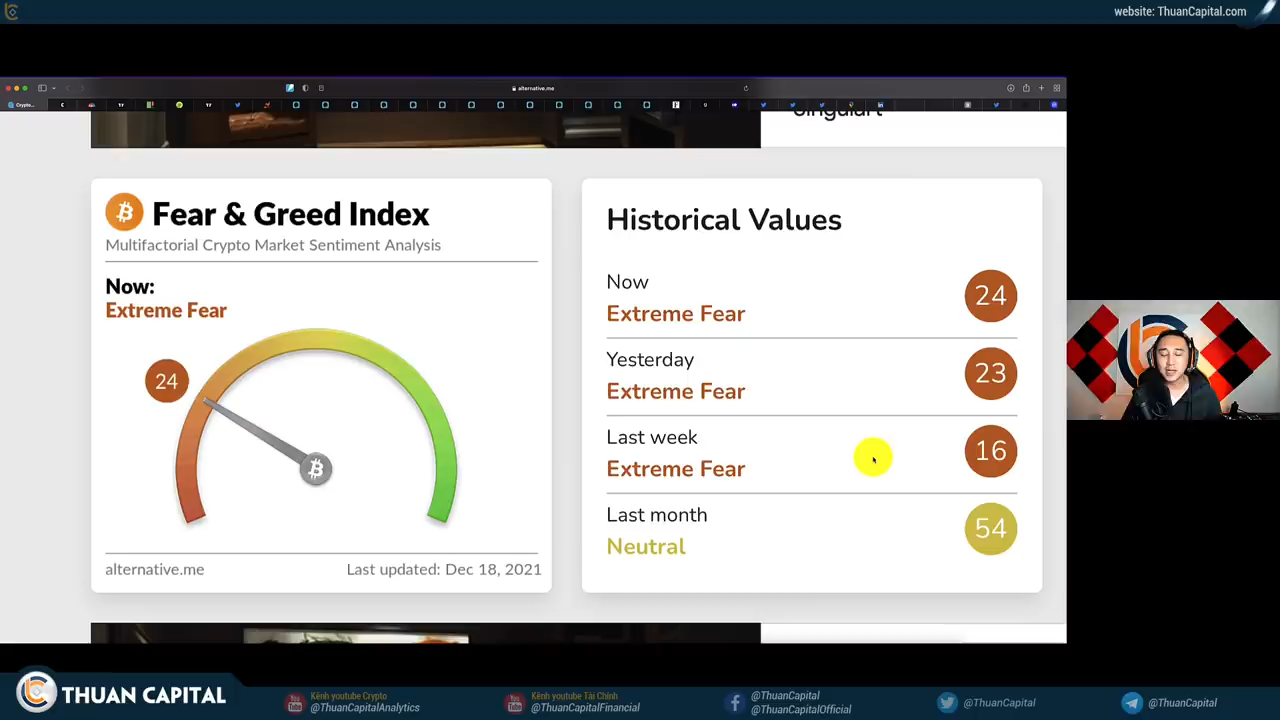 website: ThuanCapital.com
alternative.me
Crypto...
Singulart
Fear & Greed Index
Multifactorial Crypto Market Sentiment Analysis
Now:
Extreme Fear
24
alternative.me
Last updated: Dec 18, 2021
Historical Values
Now
Extreme Fear
24
Yesterday
Extreme Fear
23
Last week
Extreme Fear
16
Last month
Neutral
54
THUAN CAPITAL
Kênh youtube Crypto
@ThuanCapitalAnalytics
Kênh youtube Tài Chính
@ThuanCapitalFinancial
@ThuanCapital
@ThuanCapitalOfficial
@ThuanCapital
@ThuanCapital